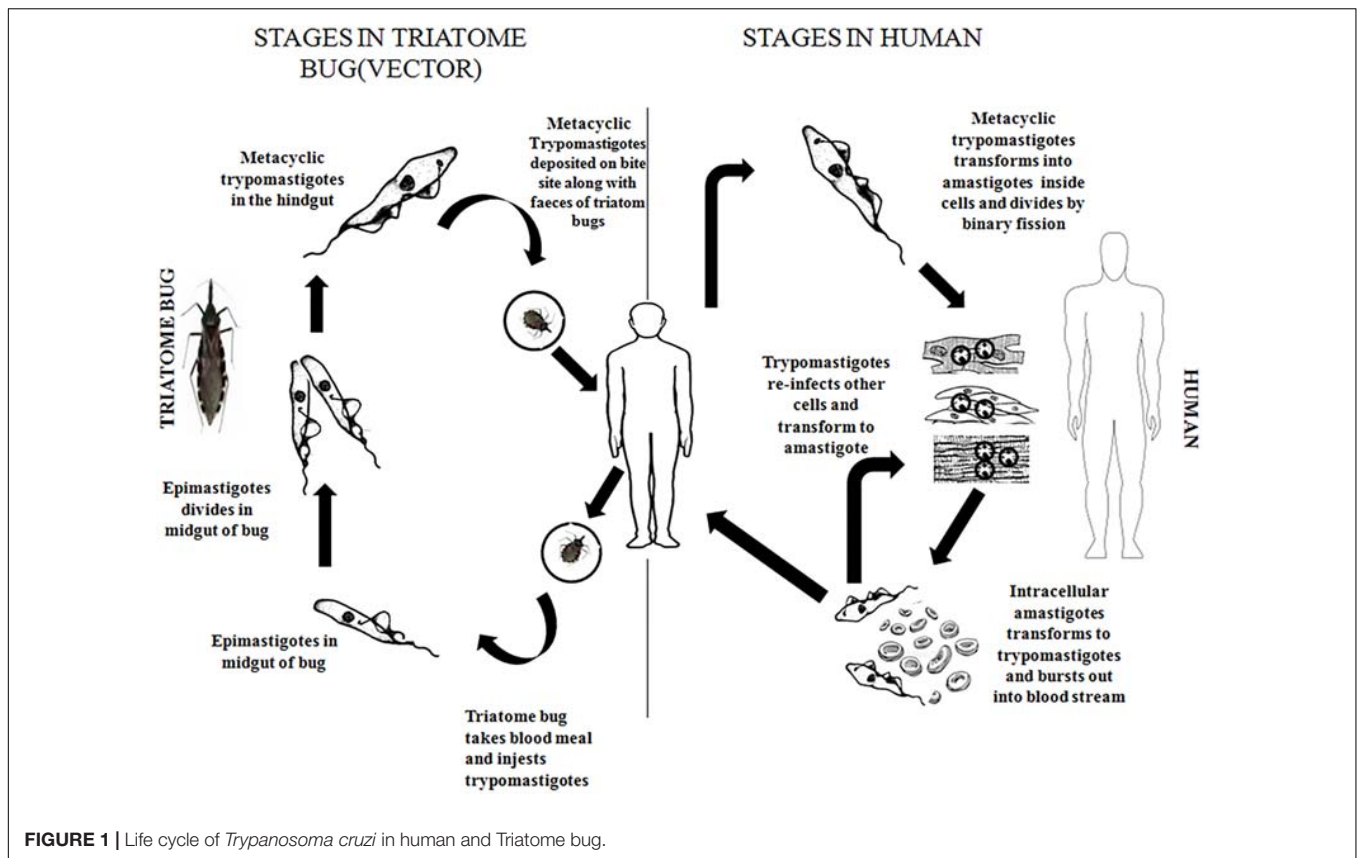 STAGES IN TRIATOME
BUG(VECTOR)
STAGES IN HUMAN
Metacyclic
trypomastigotes
in the hindgut
Metacyclic
Trypomastigotes
deposited on bite
site along with
faeces of triatom
bugs
Metacyclic
trypomastigotes
transforms into
amastigotes inside
cells and divides by
binary fission
TRIATOME BUG
Trypomastigotes
re-infects other
cells and
transform to
amastigote
HUMAN
Epimastigotes
divides in
midgut of bug
Epimastigotes in
midgut of bug
Intracellular
amastigotes
transforms to
trypomastigotes
and bursts out
into blood stream
Triatome bug
takes blood meal
and injests
trypomastigotes
FIGURE 1 | Life cycle of Trypanosoma cruzi in human and Triatome bug.